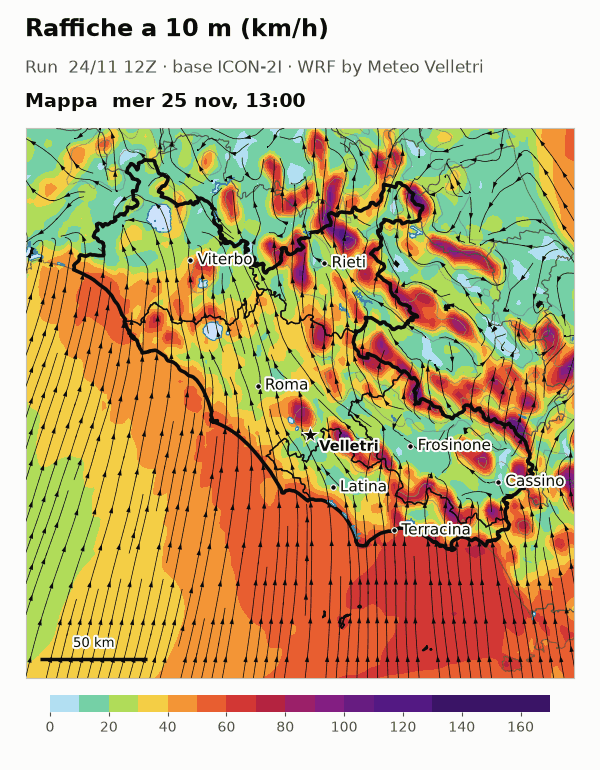 Raffiche a 10 m (km/h)
Run 24/11 12Z · base ICON-2I · WRF by Meteo Velletri
Mappa mer 25 nov, 13:00
Viterbo
Rieti
Roma
Velletri
Frosinone
Latina
Cassino
Terracina
50 km
0 20 40 60 80 100 120 140 160